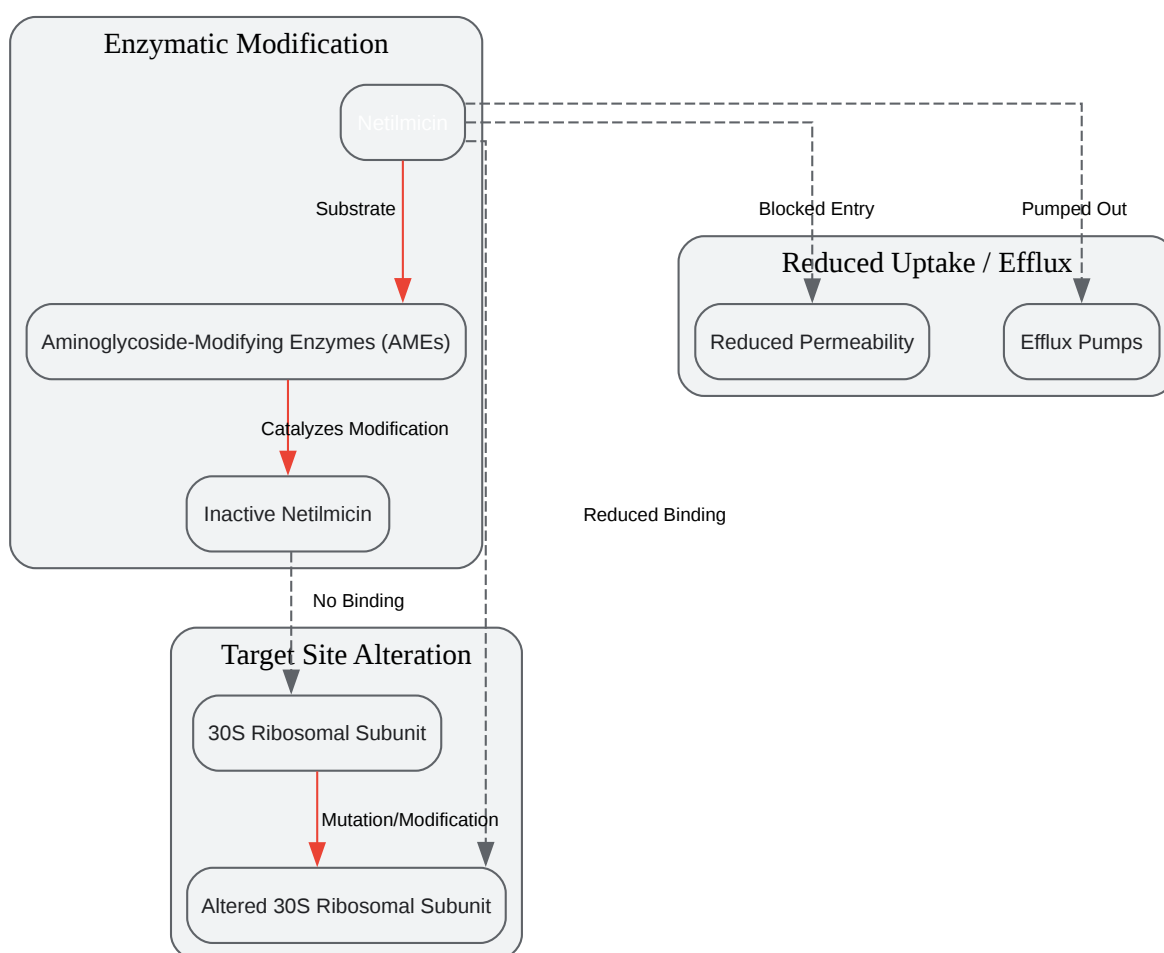 Enzymatic Modification
Netilmicin
Substrate
Blocked Entry
Pumped Out
Reduced Uptake / Efflux
Aminoglycoside-Modifying Enzymes (AMEs)
Reduced Permeability
Efflux Pumps
Catalyzes Modification
Inactive Netilmicin
Reduced Binding
No Binding
Target Site Alteration
30S Ribosomal Subunit
Mutation/Modification
Altered 30S Ribosomal Subunit